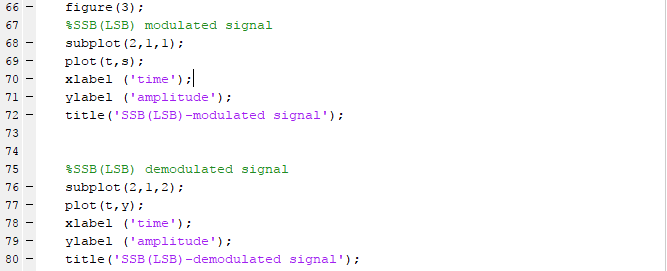 66 – figure(3);
67 %SSB(LSB) modulated signal
68 – subplot(2,1,1);
69 – plot(t,s);
70 – xlabel ('time');
71 – ylabel ('amplitude');
72 – title('SSB(LSB)-modulated signal');
73
74
75 %SSB(LSB) demodulated signal
76 – subplot(2,1,2);
77 – plot(t,y);
78 – xlabel ('time');
79 – ylabel ('amplitude');
80 – title('SSB(LSB)-demodulated signal');